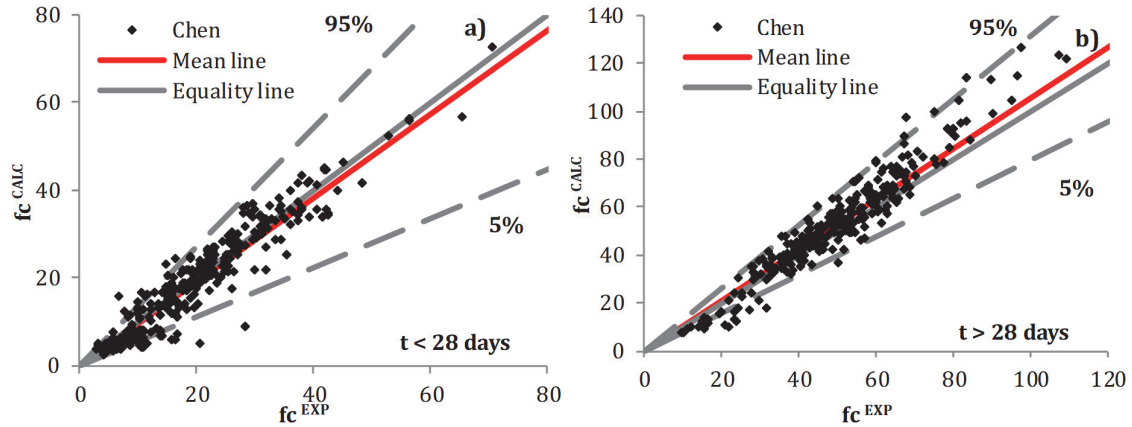 80
60
40
20
0
fc CALC
Chen
Mean line
Equality line
95%
a)
5%
t < 28 days
0 20 40 60 80
fc EXP
140
120
100
80
60
40
20
0
fc CALC
Chen
Mean line
Equality line
95%
b)
5%
t > 28 days
0 20 40 60 80 100 120
fc EXP